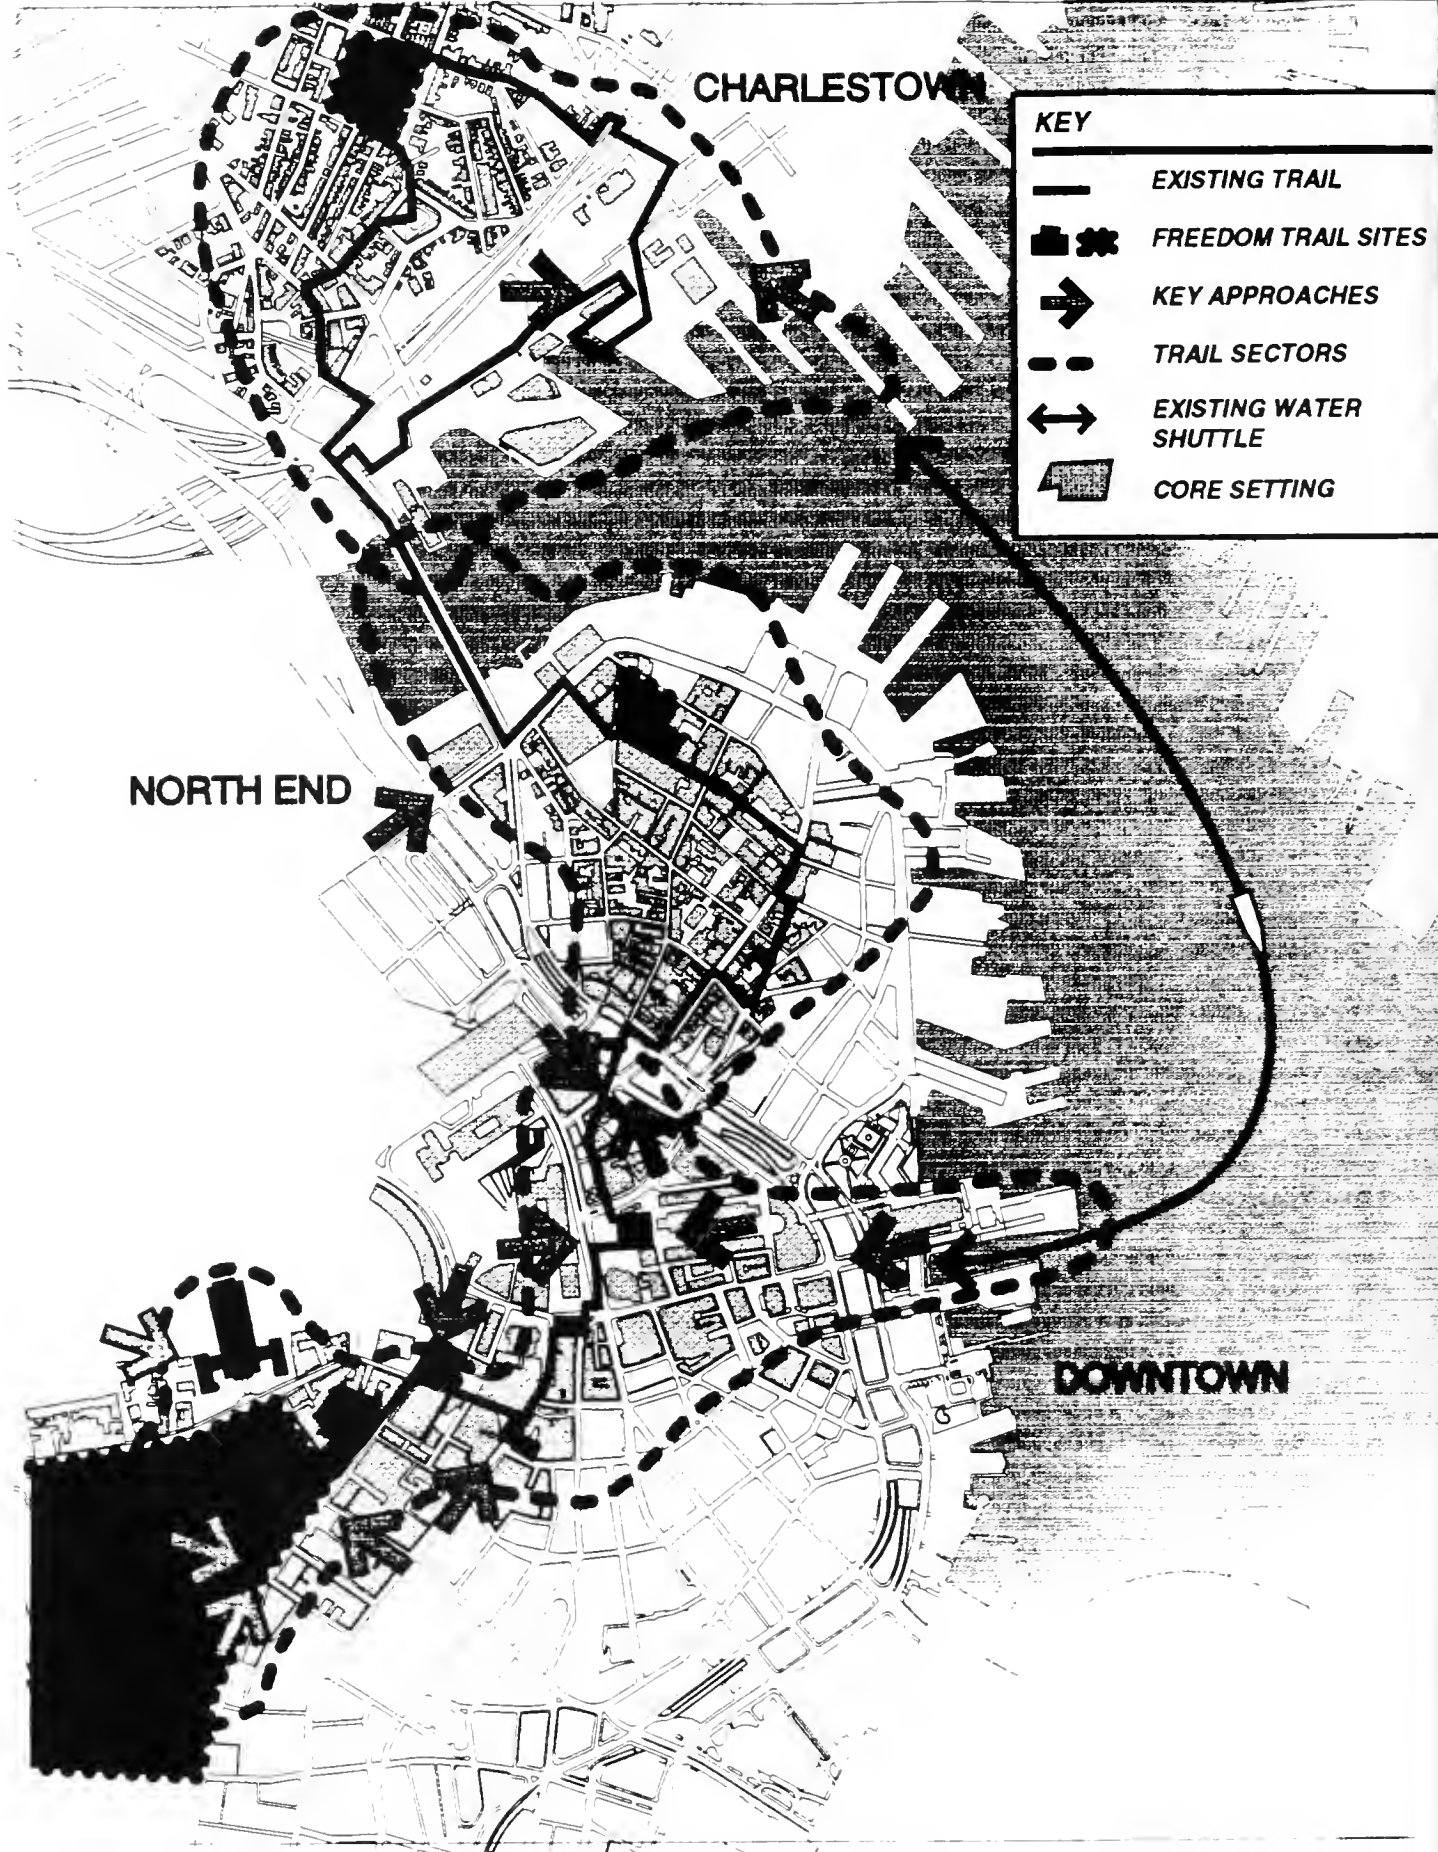 CHARLESTOWN
KEY
EXISTING TRAIL
FREEDOM TRAIL SITES
KEY APPROACHES
TRAIL SECTORS
EXISTING WATER
SHUTTLE
CORE SETTING
NORTH END
DOWNTOWN